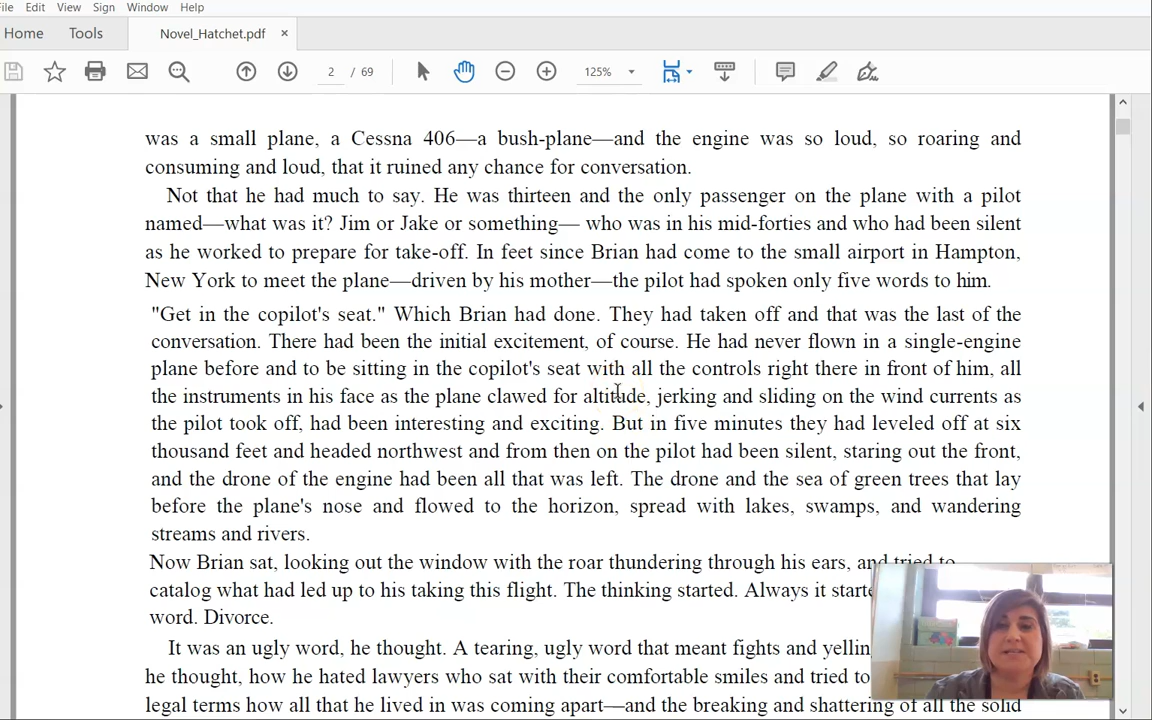 ile Edit View Sign Window Help
Home Tools Novel_Hatchet.pdf ×
2 / 69 125%
was a small plane, a Cessna 406—a bush-plane—and the engine was so loud, so roaring and
consuming and loud, that it ruined any chance for conversation.
Not that he had much to say. He was thirteen and the only passenger on the plane with a pilot
named—what was it? Jim or Jake or something— who was in his mid-forties and who had been silent
as he worked to prepare for take-off. In feet since Brian had come to the small airport in Hampton,
New York to meet the plane—driven by his mother—the pilot had spoken only five words to him.
"Get in the copilot's seat." Which Brian had done. They had taken off and that was the last of the
conversation. There had been the initial excitement, of course. He had never flown in a single-engine
plane before and to be sitting in the copilot's seat with all the controls right there in front of him, all
the instruments in his face as the plane clawed for altitude, jerking and sliding on the wind currents as
the pilot took off, had been interesting and exciting. But in five minutes they had leveled off at six
thousand feet and headed northwest and from then on the pilot had been silent, staring out the front,
and the drone of the engine had been all that was left. The drone and the sea of green trees that lay
before the plane's nose and flowed to the horizon, spread with lakes, swamps, and wandering
streams and rivers.
Now Brian sat, looking out the window with the roar thundering through his ears, and tried to
catalog what had led up to his taking this flight. The thinking started. Always it starte
word. Divorce.
It was an ugly word, he thought. A tearing, ugly word that meant fights and yellin
he thought, how he hated lawyers who sat with their comfortable smiles and tried to
legal terms how all that he lived in was coming apart—and the breaking and shattering of all the solid